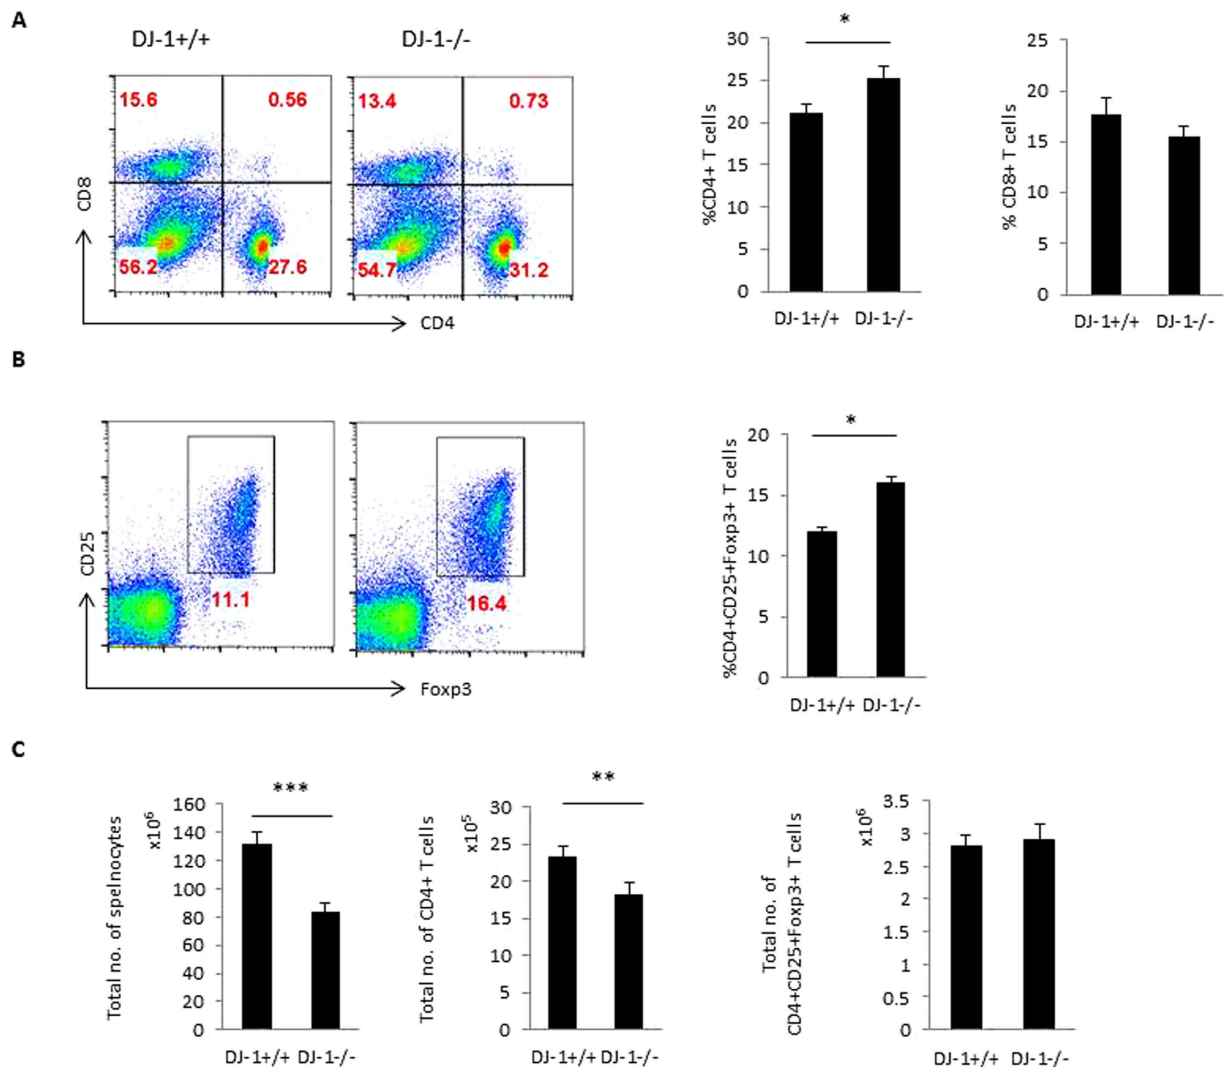 A
DJ-1+/+
DJ-1-/-
15.6
0.56
56.2
27.6
13.4
0.73
54.7
31.2
CD8
CD4
*
%CD4+ T cells
30
25
20
15
10
5
0
DJ-1+/+ DJ-1-/-
% CD8+ T cells
25
20
15
10
5
0
DJ-1+/+ DJ-1-/-
B
CD25
11.1
16.4
Foxp3
*
%CD4+CD25+Foxp3+ T cells
20
15
10
5
0
DJ-1+/+ DJ-1-/-
C
***
Total no. of spelnocytes
x10⁶
160
140
120
100
80
60
40
20
0
DJ-1+/+ DJ-1-/-
**
Total no. of CD4+ T cells
x10⁵
30
25
20
15
10
5
0
DJ-1+/+ DJ-1-/-
Total no. of
CD4+CD25+Foxp3+ T cells
x10⁶
3.5
3
2.5
2
1.5
1
0.5
0
DJ-1+/+ DJ-1-/-